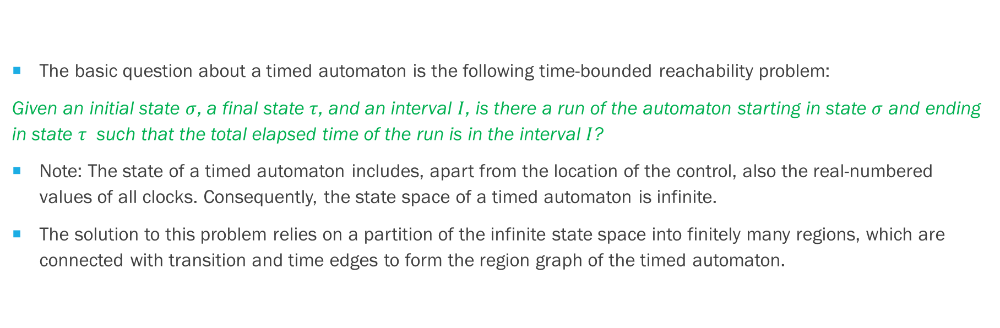 ▪ The basic question about a timed automaton is the following time-bounded reachability problem:
Given an initial state σ, a final state τ, and an interval I, is there a run of the automaton starting in state σ and ending
in state τ such that the total elapsed time of the run is in the interval I?
▪ Note: The state of a timed automaton includes, apart from the location of the control, also the real-numbered
values of all clocks. Consequently, the state space of a timed automaton is infinite.
▪ The solution to this problem relies on a partition of the infinite state space into finitely many regions, which are
connected with transition and time edges to form the region graph of the timed automaton.